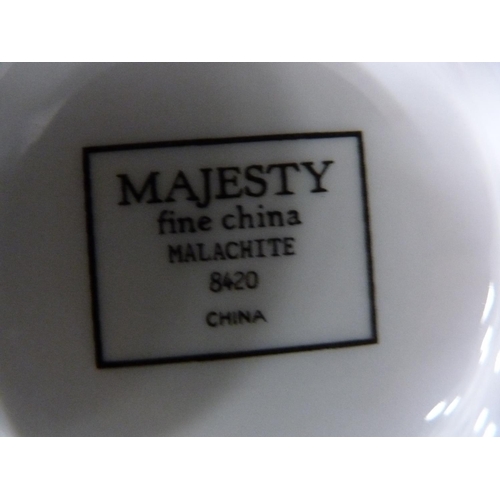 MAJESTY
fine china
MALACHITE
8420
CHINA